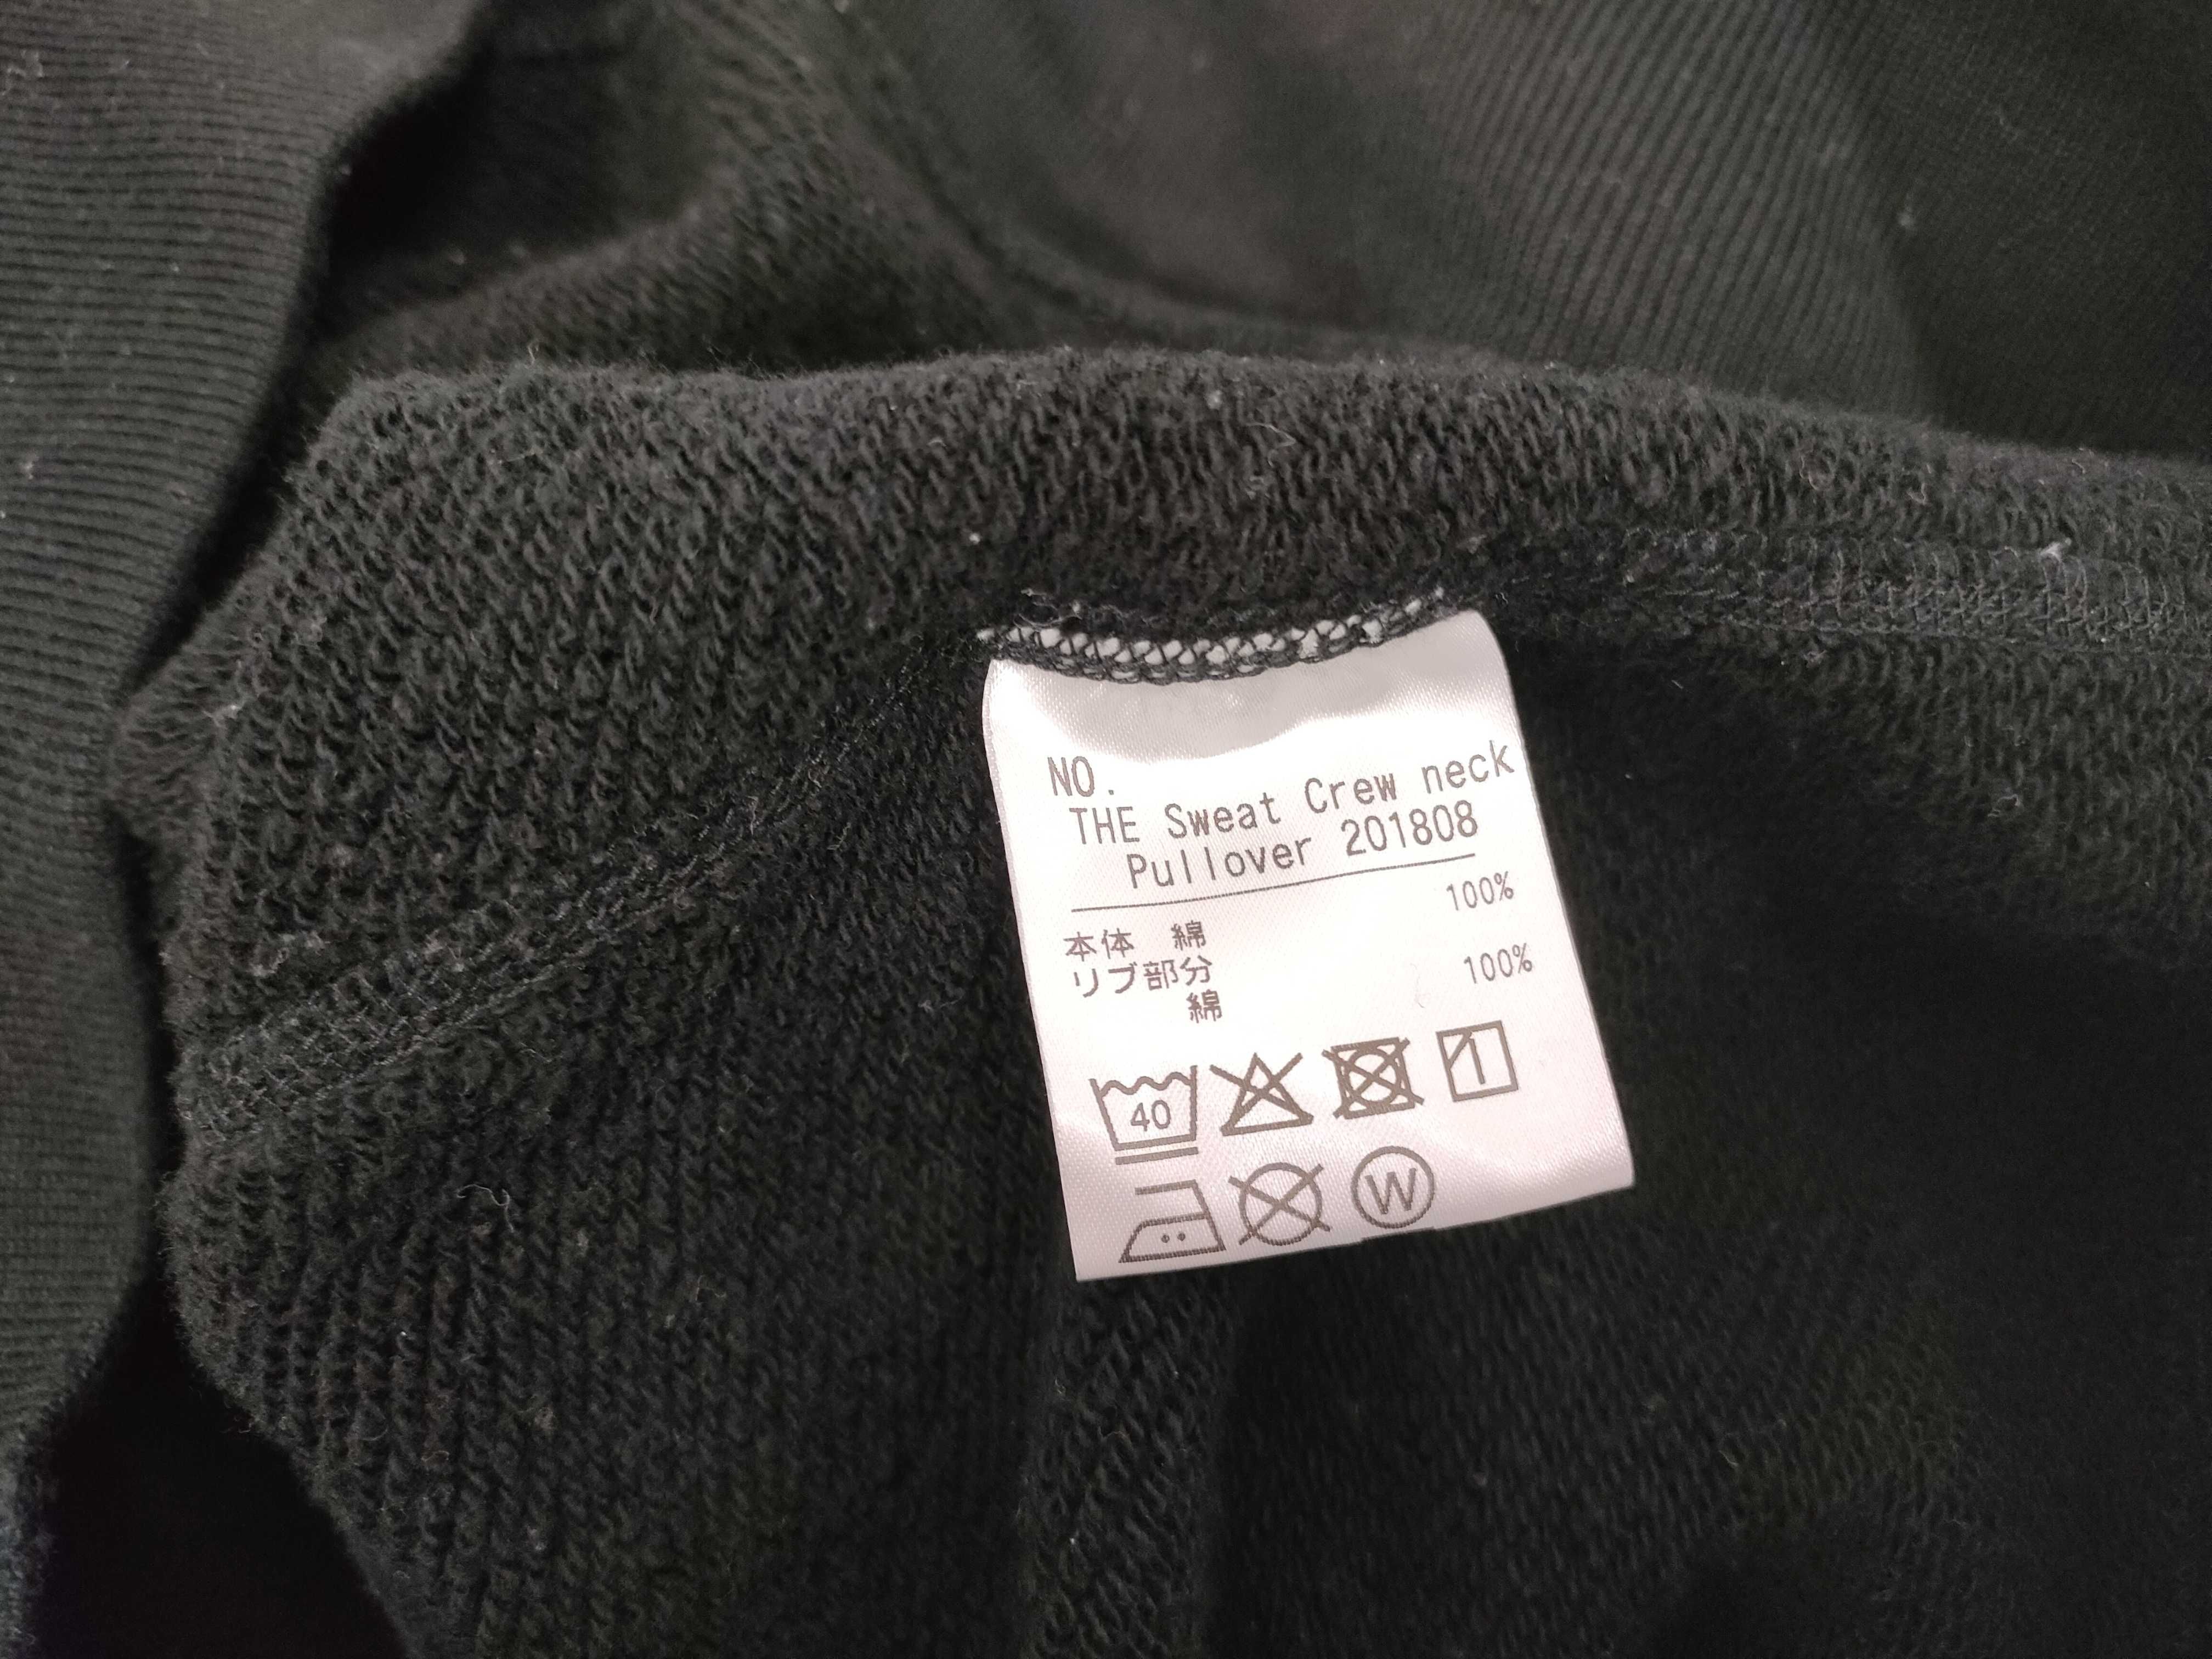 NO.
THE Sweat Crew neck
Pullover 201808
本体 綿 100%
リブ部分
綿 100%
40
W